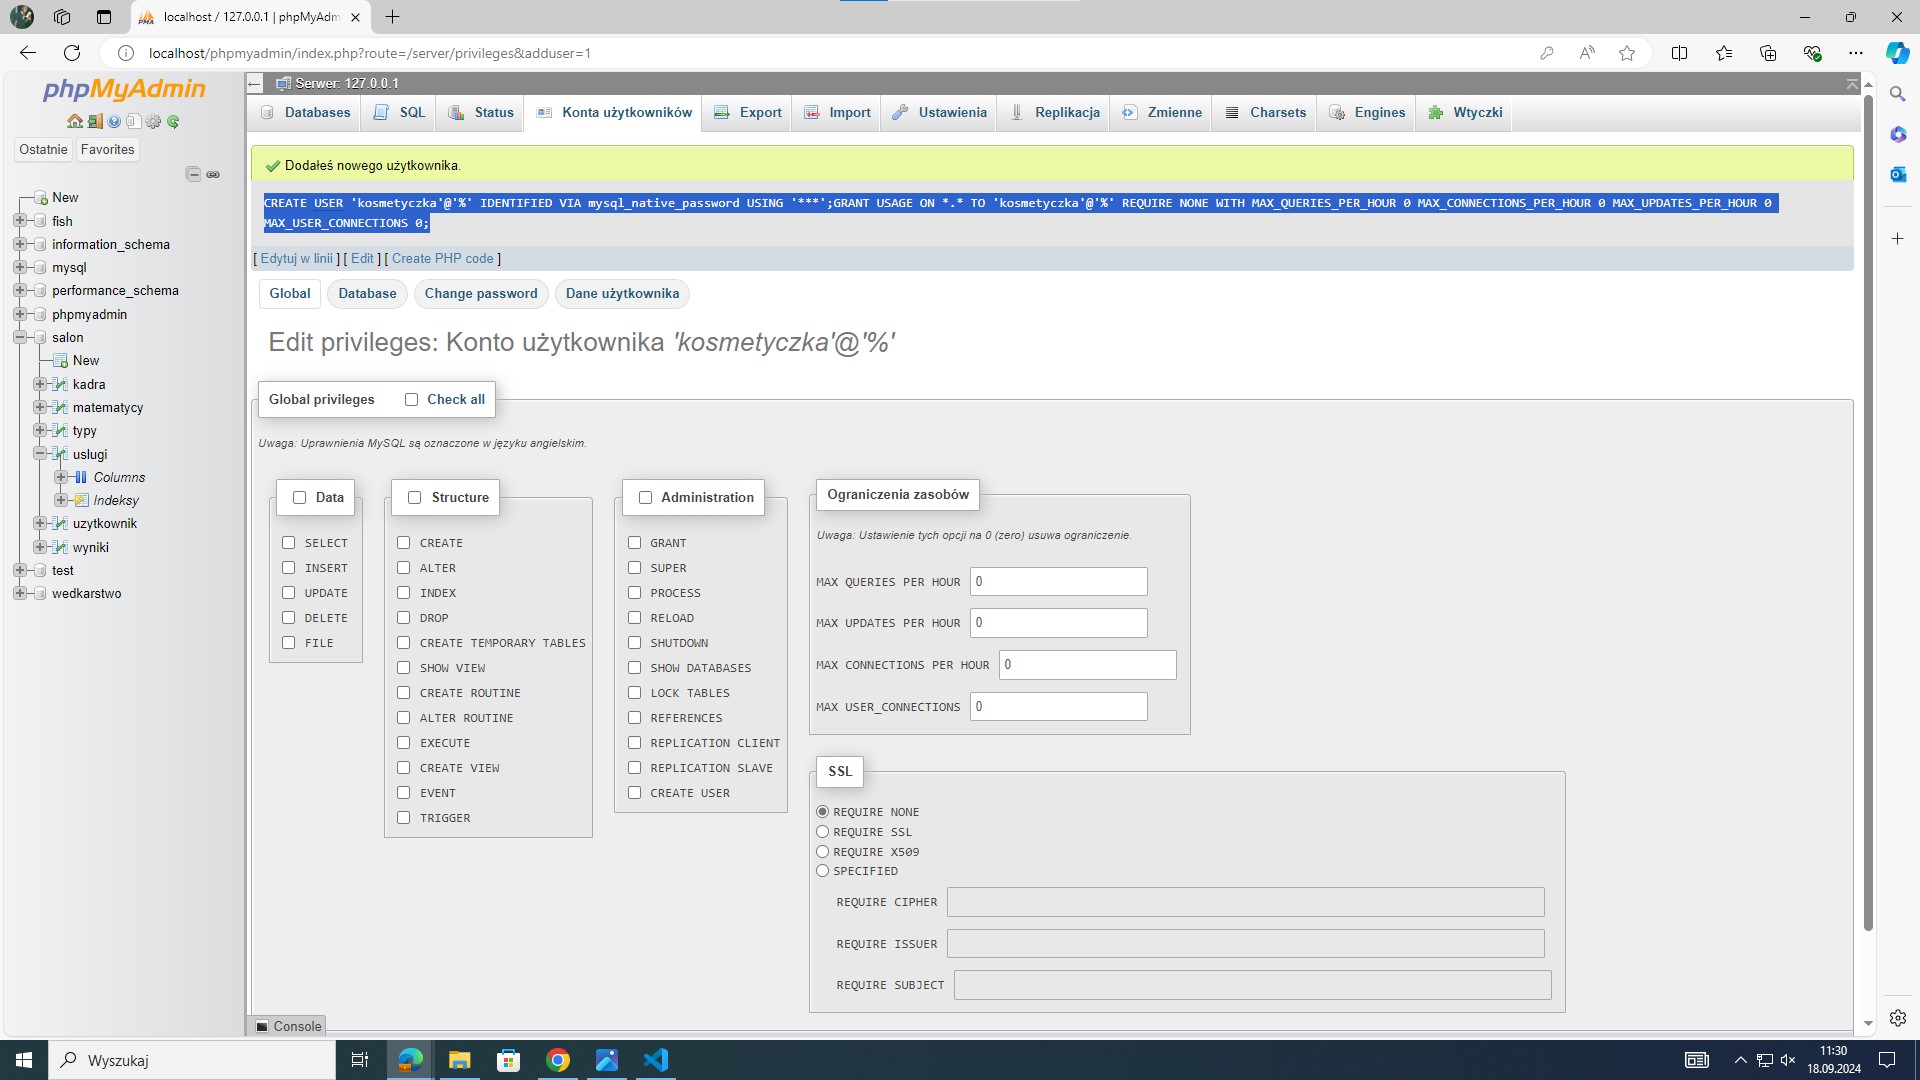 localhost / 127.0.0.1 | phpMyAdm
localhost/phpmyadmin/index.php?route=/server/privileges&adduser=1
phpMyAdmin
Ostatnie
Favorites
New
fish
information_schema
mysql
performance_schema
phpmyadmin
salon
New
kadra
matematycy
typy
uslugi
Columns
Indeksy
uzytkownik
wyniki
test
wedkarstwo
Serwer: 127.0.0.1
Databases
SQL
Status
Konta użytkowników
Export
Import
Ustawienia
Replikacja
Zmienne
Charsets
Engines
Wtyczki
Dodałeś nowego użytkownika.
CREATE USER 'kosmetyczka'@'%' IDENTIFIED VIA mysql_native_password USING '***';GRANT USAGE ON *.* TO 'kosmetyczka'@'%' REQUIRE NONE WITH MAX_QUERIES_PER_HOUR 0 MAX_CONNECTIONS_PER_HOUR 0 MAX_UPDATES_PER_HOUR 0
MAX_USER_CONNECTIONS 0;
[ Edytuj w linii ] [ Edit ] [ Create PHP code ]
Global
Database
Change password
Dane użytkownika
Edit privileges: Konto użytkownika 'kosmetyczka'@'%'
Global privileges
Check all
Uwaga: Uprawnienia MySQL są oznaczone w języku angielskim.
Data
SELECT
INSERT
UPDATE
DELETE
FILE
Structure
CREATE
ALTER
INDEX
DROP
CREATE TEMPORARY TABLES
SHOW VIEW
CREATE ROUTINE
ALTER ROUTINE
EXECUTE
CREATE VIEW
EVENT
TRIGGER
Administration
GRANT
SUPER
PROCESS
RELOAD
SHUTDOWN
SHOW DATABASES
LOCK TABLES
REFERENCES
REPLICATION CLIENT
REPLICATION SLAVE
CREATE USER
Ograniczenia zasobów
Uwaga: Ustawienie tych opcji na 0 (zero) usuwa ograniczenie.
MAX QUERIES PER HOUR 0
MAX UPDATES PER HOUR 0
MAX CONNECTIONS PER HOUR 0
MAX USER_CONNECTIONS 0
SSL
REQUIRE NONE
REQUIRE SSL
REQUIRE X509
SPECIFIED
REQUIRE CIPHER
REQUIRE ISSUER
REQUIRE SUBJECT
Console
Wyszukaj
11:30
18.09.2024